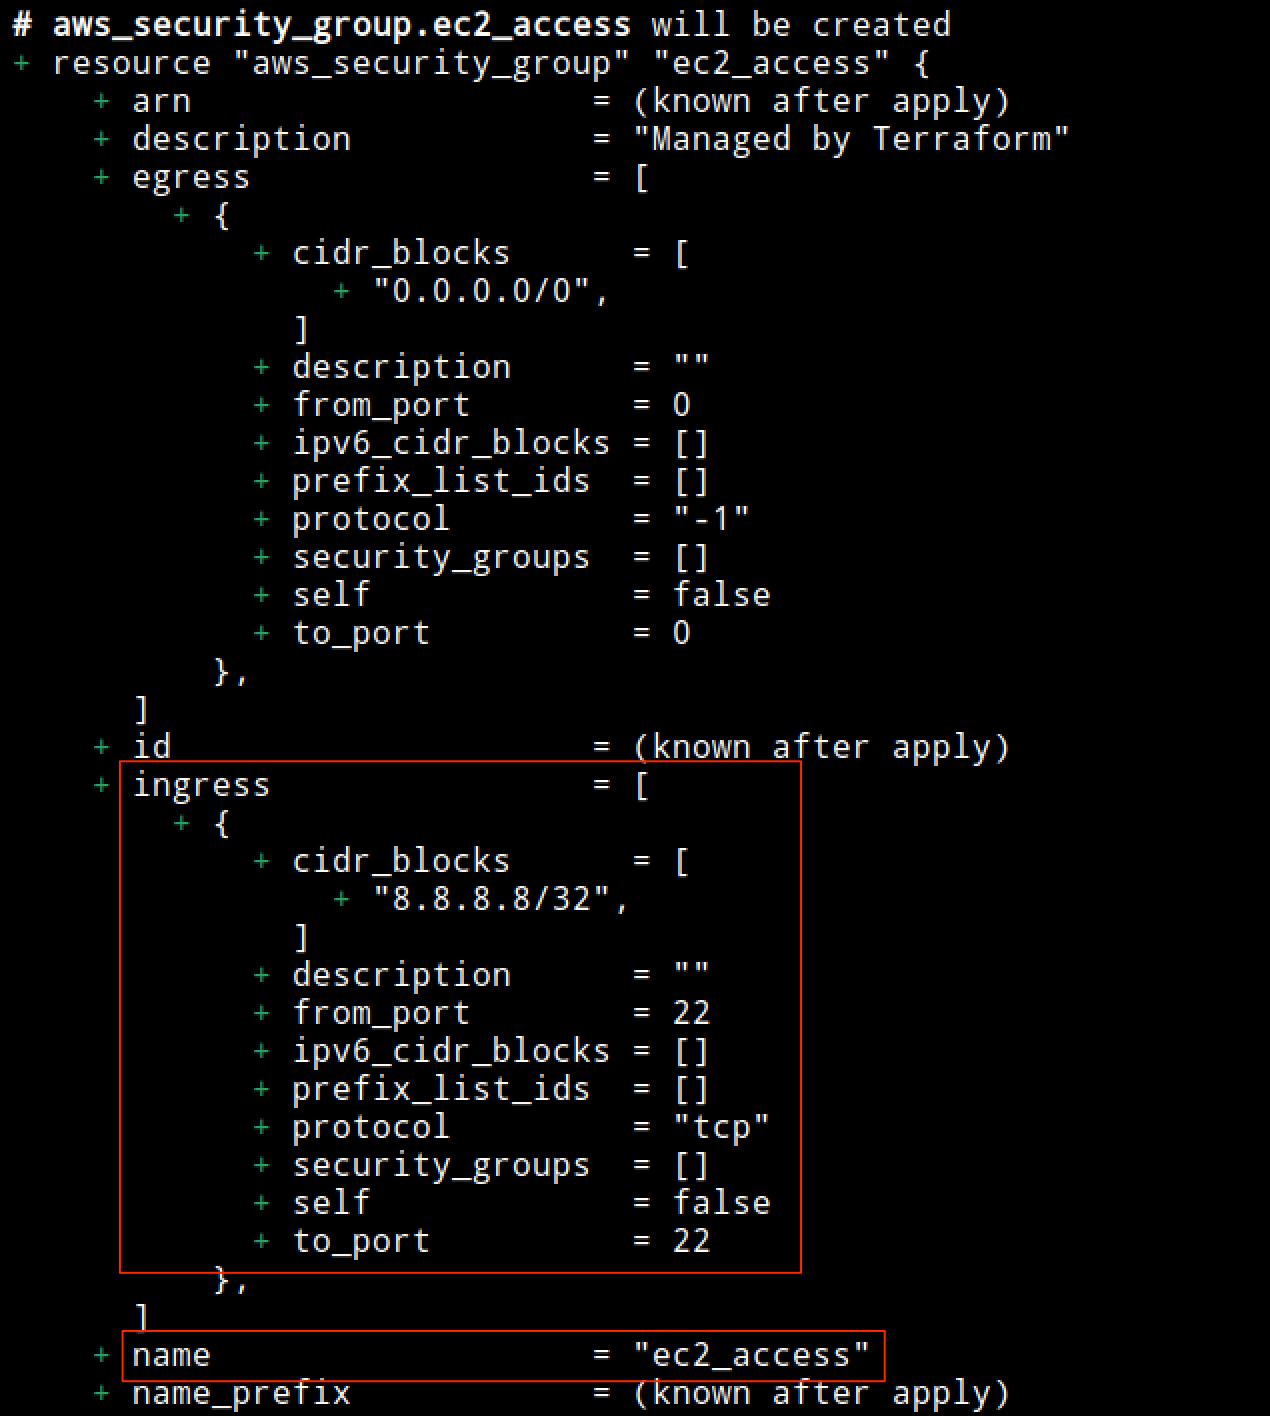 # aws_security_group.ec2_access will be created
+ resource "aws_security_group" "ec2_access" {
+ arn = (known after apply)
+ description = "Managed by Terraform"
+ egress = [
+ {
+ cidr_blocks = [
+ "0.0.0.0/0",
]
+ description = ""
+ from_port = 0
+ ipv6_cidr_blocks = []
+ prefix_list_ids = []
+ protocol = "-1"
+ security_groups = []
+ self = false
+ to_port = 0
},
]
+ id = (known after apply)
+ ingress = [
+ {
+ cidr_blocks = [
+ "8.8.8.8/32",
]
+ description = ""
+ from_port = 22
+ ipv6_cidr_blocks = []
+ prefix_list_ids = []
+ protocol = "tcp"
+ security_groups = []
+ self = false
+ to_port = 22
},
]
+ name = "ec2_access"
+ name_prefix = (known after apply)